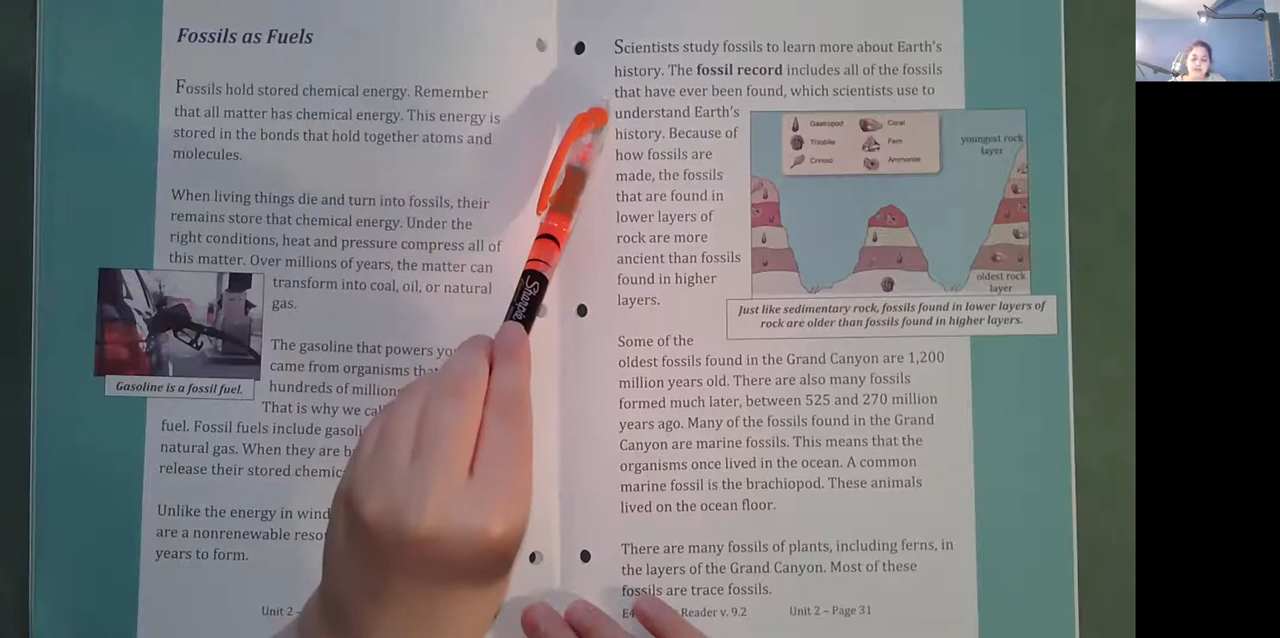 Fossils as Fuels
Fossils hold stored chemical energy. Remember
that all matter has chemical energy. This energy is
stored in the bonds that hold together atoms and
molecules.
When living things die and turn into fossils, their
remains store that chemical energy. Under the
right conditions, heat and pressure compress all of
this matter. Over millions of years, the matter can
transform into coal, oil, or natural
gas.
The gasoline that powers
came from organisms
hundreds of
That is why we
fuel. Fossil fuels include
natural gas. When they are
release their stored
Gasoline is a fossil fuel.
Unlike the energy in
are a nonrenewable
years to form.
Unit 2 –
Scientists study fossils to learn more about Earth's
history. The fossil record includes all of the fossils
that have ever been found, which scientists use to
understand Earth's
history. Because of
how fossils are
made, the fossils
that are found in
lower layers of
rock are more
ancient than fossils
found in higher
layers.
Gastropod
Coral
Trilobite
Fern
Crinoid
Ammonite
youngest rock
layer
oldest rock
layer
Just like sedimentary rock, fossils found in lower layers of
rock are older than fossils found in higher layers.
Some of the
oldest fossils found in the Grand Canyon are 1,200
million years old. There are also many fossils
formed much later, between 525 and 270 million
years ago. Many of the fossils found in the Grand
Canyon are marine fossils. This means that the
organisms once lived in the ocean. A common
marine fossil is the brachiopod. These animals
lived on the ocean floor.
There are many fossils of plants, including ferns, in
the layers of the Grand Canyon. Most of these
fossils are trace fossils.
Reader v. 9.2
Unit 2 – Page 31
Sharpie